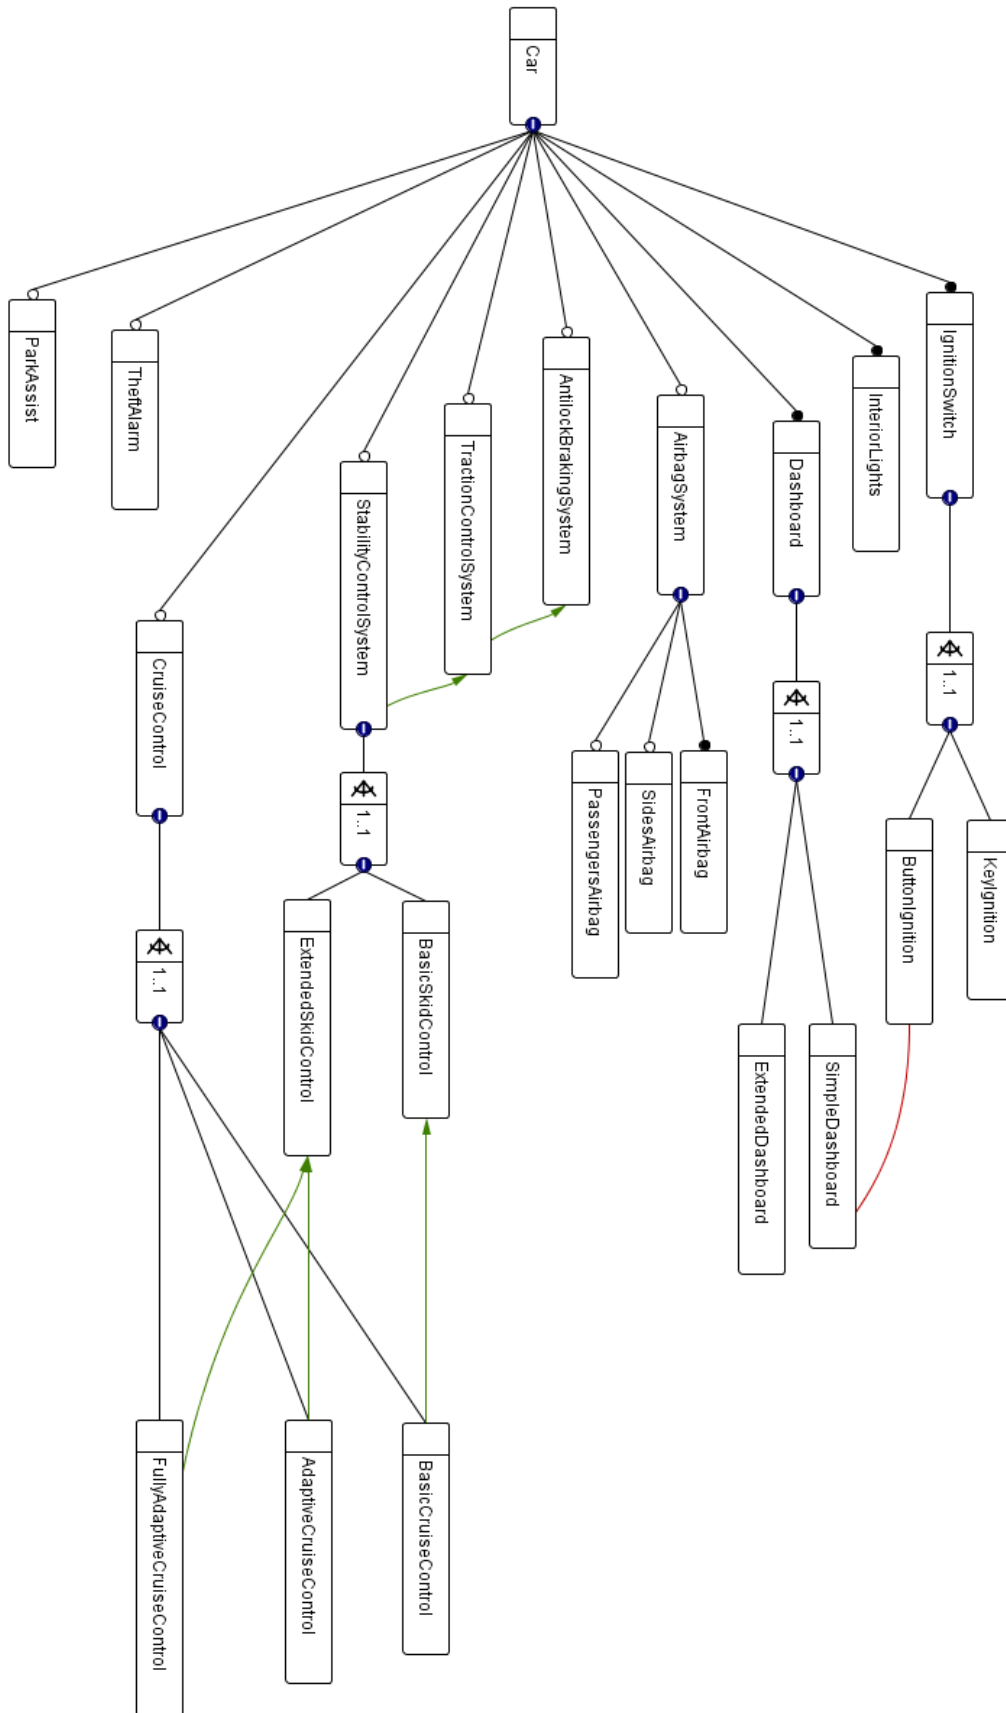 Car
ParkAssist
TheftAlarm
CruiseControl
StabilityControlSystem
TractionControlSystem
AntilockBrakingSystem
AirbagSystem
Dashboard
InteriorLights
IgnitionSwitch
1..1
1..1
1..1
1..1
PassengersAirbag
SidesAirbag
FrontAirbag
ButtonIgnition
KeyIgnition
ExtendedSkidControl
BasicSkidControl
ExtendedDashboard
SimpleDashboard
FullyAdaptiveCruiseControl
AdaptiveCruiseControl
BasicCruiseControl